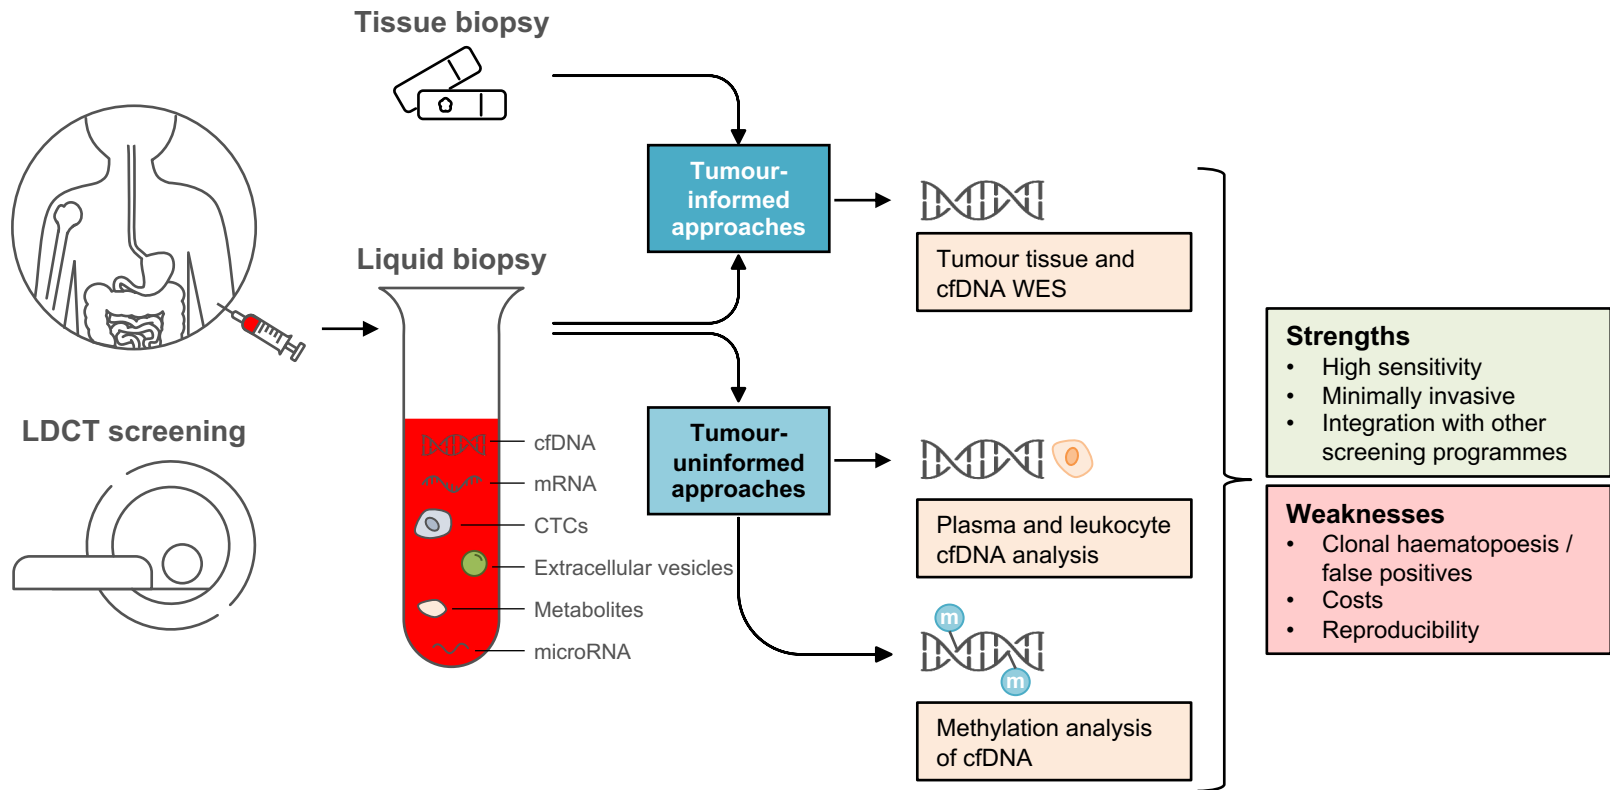 Tissue biopsy
Liquid biopsy
LDCT screening
cfDNA
mRNA
CTCs
Extracellular vesicles
Metabolites
microRNA
Tumour-
informed
approaches
Tumour-
uninformed
approaches
Tumour tissue and
cfDNA WES
Plasma and leukocyte
cfDNA analysis
m
m
Methylation analysis
of cfDNA
Strengths
• High sensitivity
• Minimally invasive
• Integration with other
screening programmes
Weaknesses
• Clonal haematopoesis /
false positives
• Costs
• Reproducibility